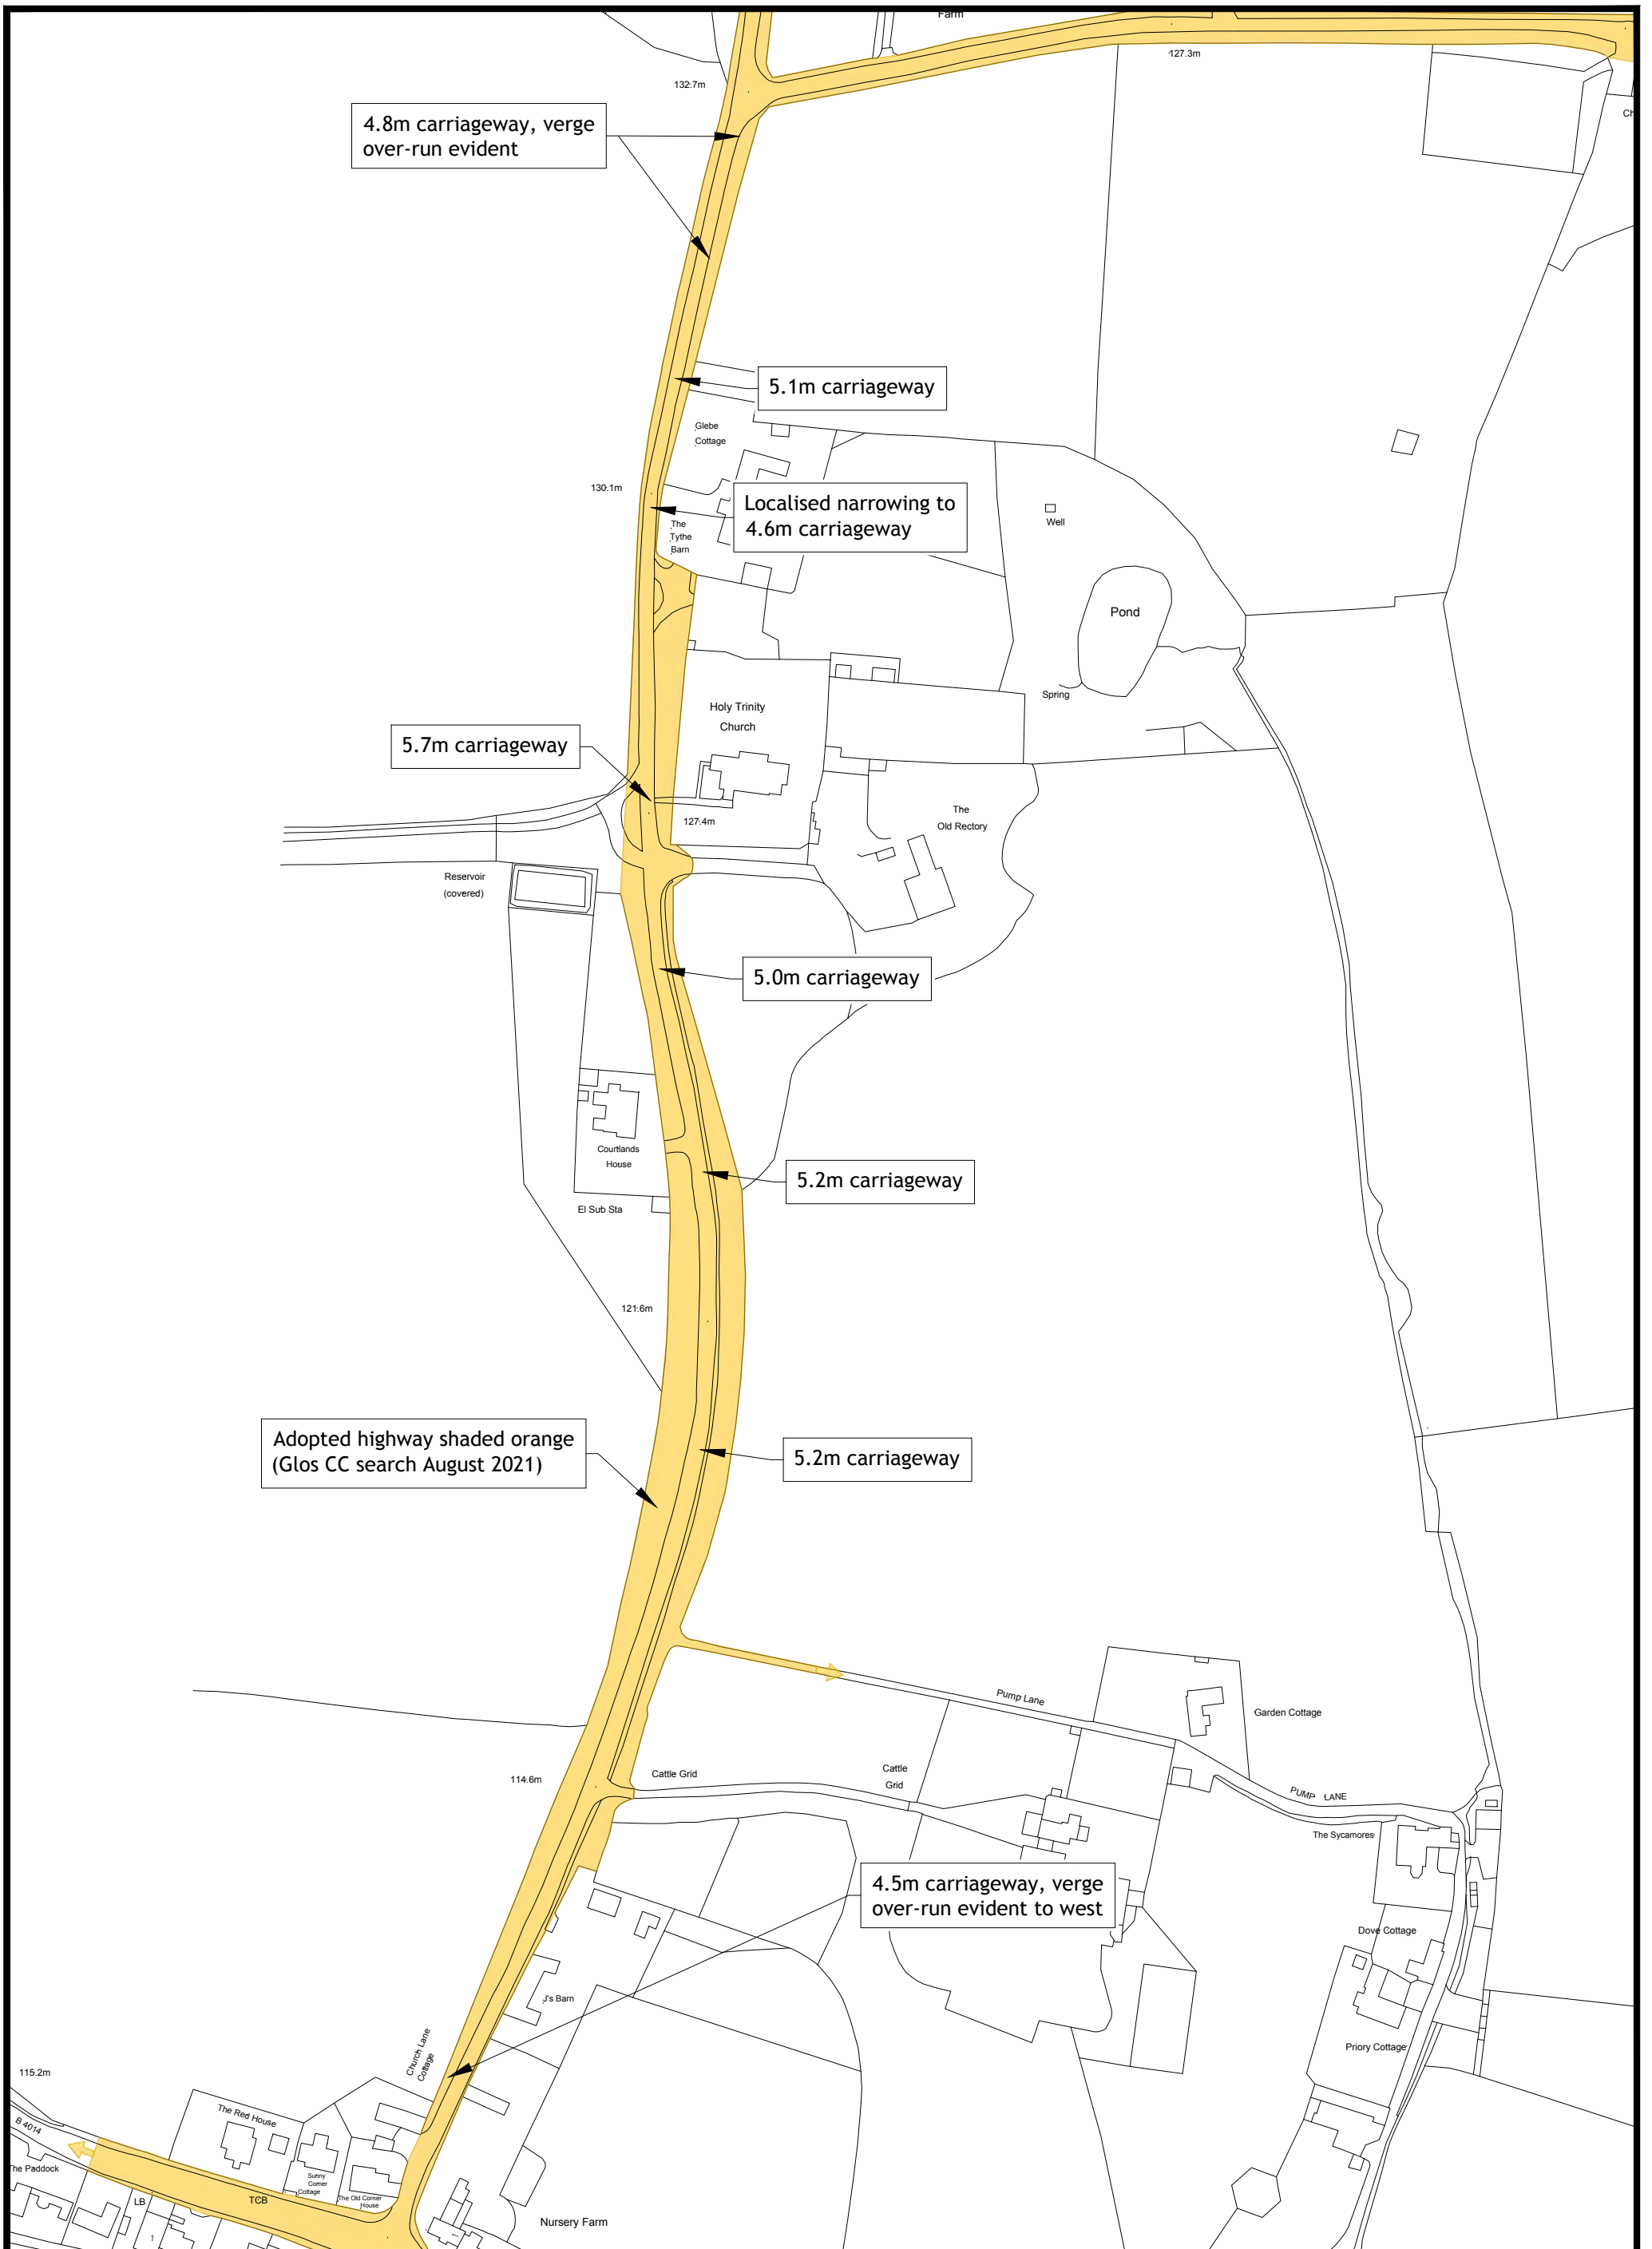 Farm
132.7m
127.3m
4.8m carriageway, verge
over-run evident
5.1m carriageway
Glebe
Cottage
130.1m
Localised narrowing to
4.6m carriageway
The
Tythe
Barn
Well
Pond
Spring
Holy Trinity
Church
5.7m carriageway
127.4m
The
Old Rectory
Reservoir
(covered)
5.0m carriageway
Courtlands
House
5.2m carriageway
El Sub Sta
121.6m
Adopted highway shaded orange
(Glos CC search August 2021)
5.2m carriageway
Pump Lane
Garden Cottage
114.6m
Cattle Grid
Cattle
Grid
PUMP LANE
The Sycamores
4.5m carriageway, verge
over-run evident to west
Dove Cottage
J's Barn
Church Lane
Cottage
Priory Cottage
115.2m
B 4014
The Red House
The Paddock
Sunny
Corner
Cottage
The Old Corner
House
LB
TCB
1
Nursery Farm